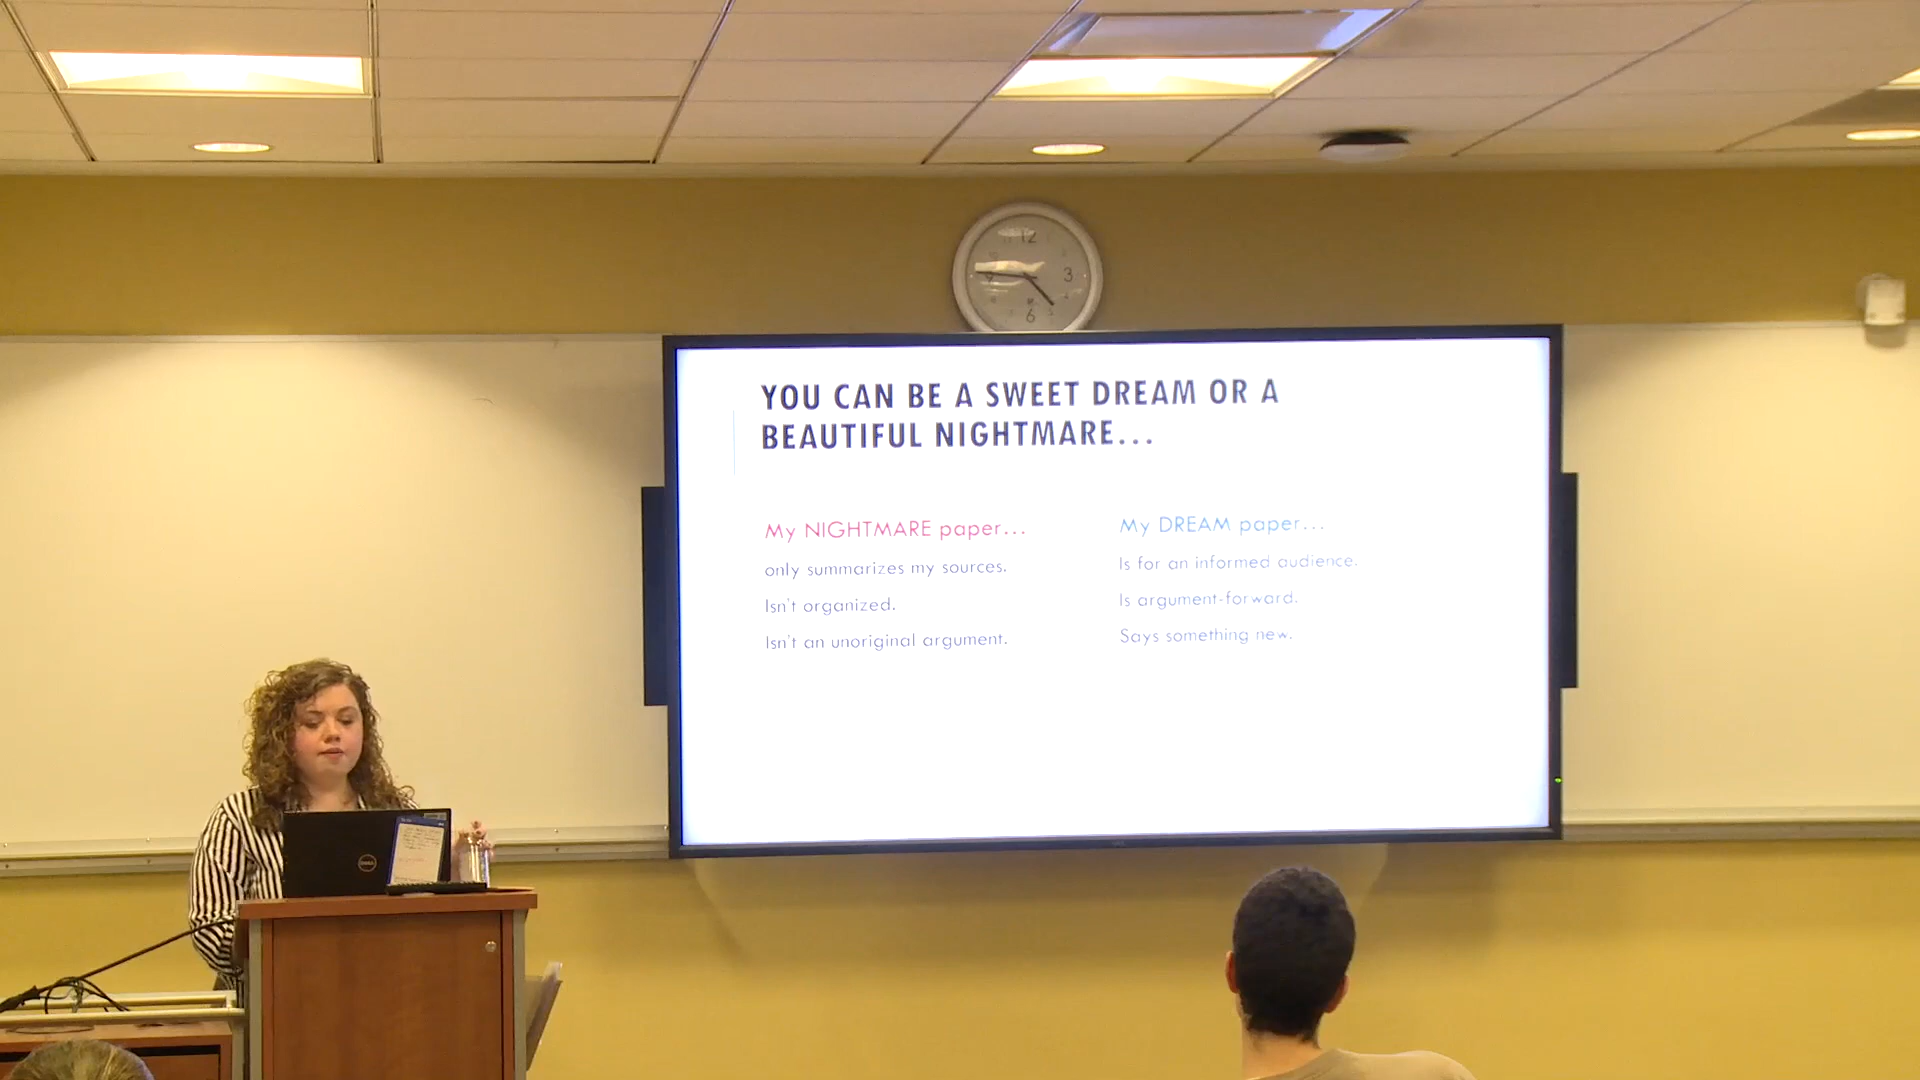 12
3
9
6
YOU CAN BE A SWEET DREAM OR A
BEAUTIFUL NIGHTMARE...
My NIGHTMARE paper...
only summarizes my sources.
Isn't organized.
Isn't an unoriginal argument.
My DREAM paper...
Is for an informed audience.
Is argument-forward.
Says something new.
DELL